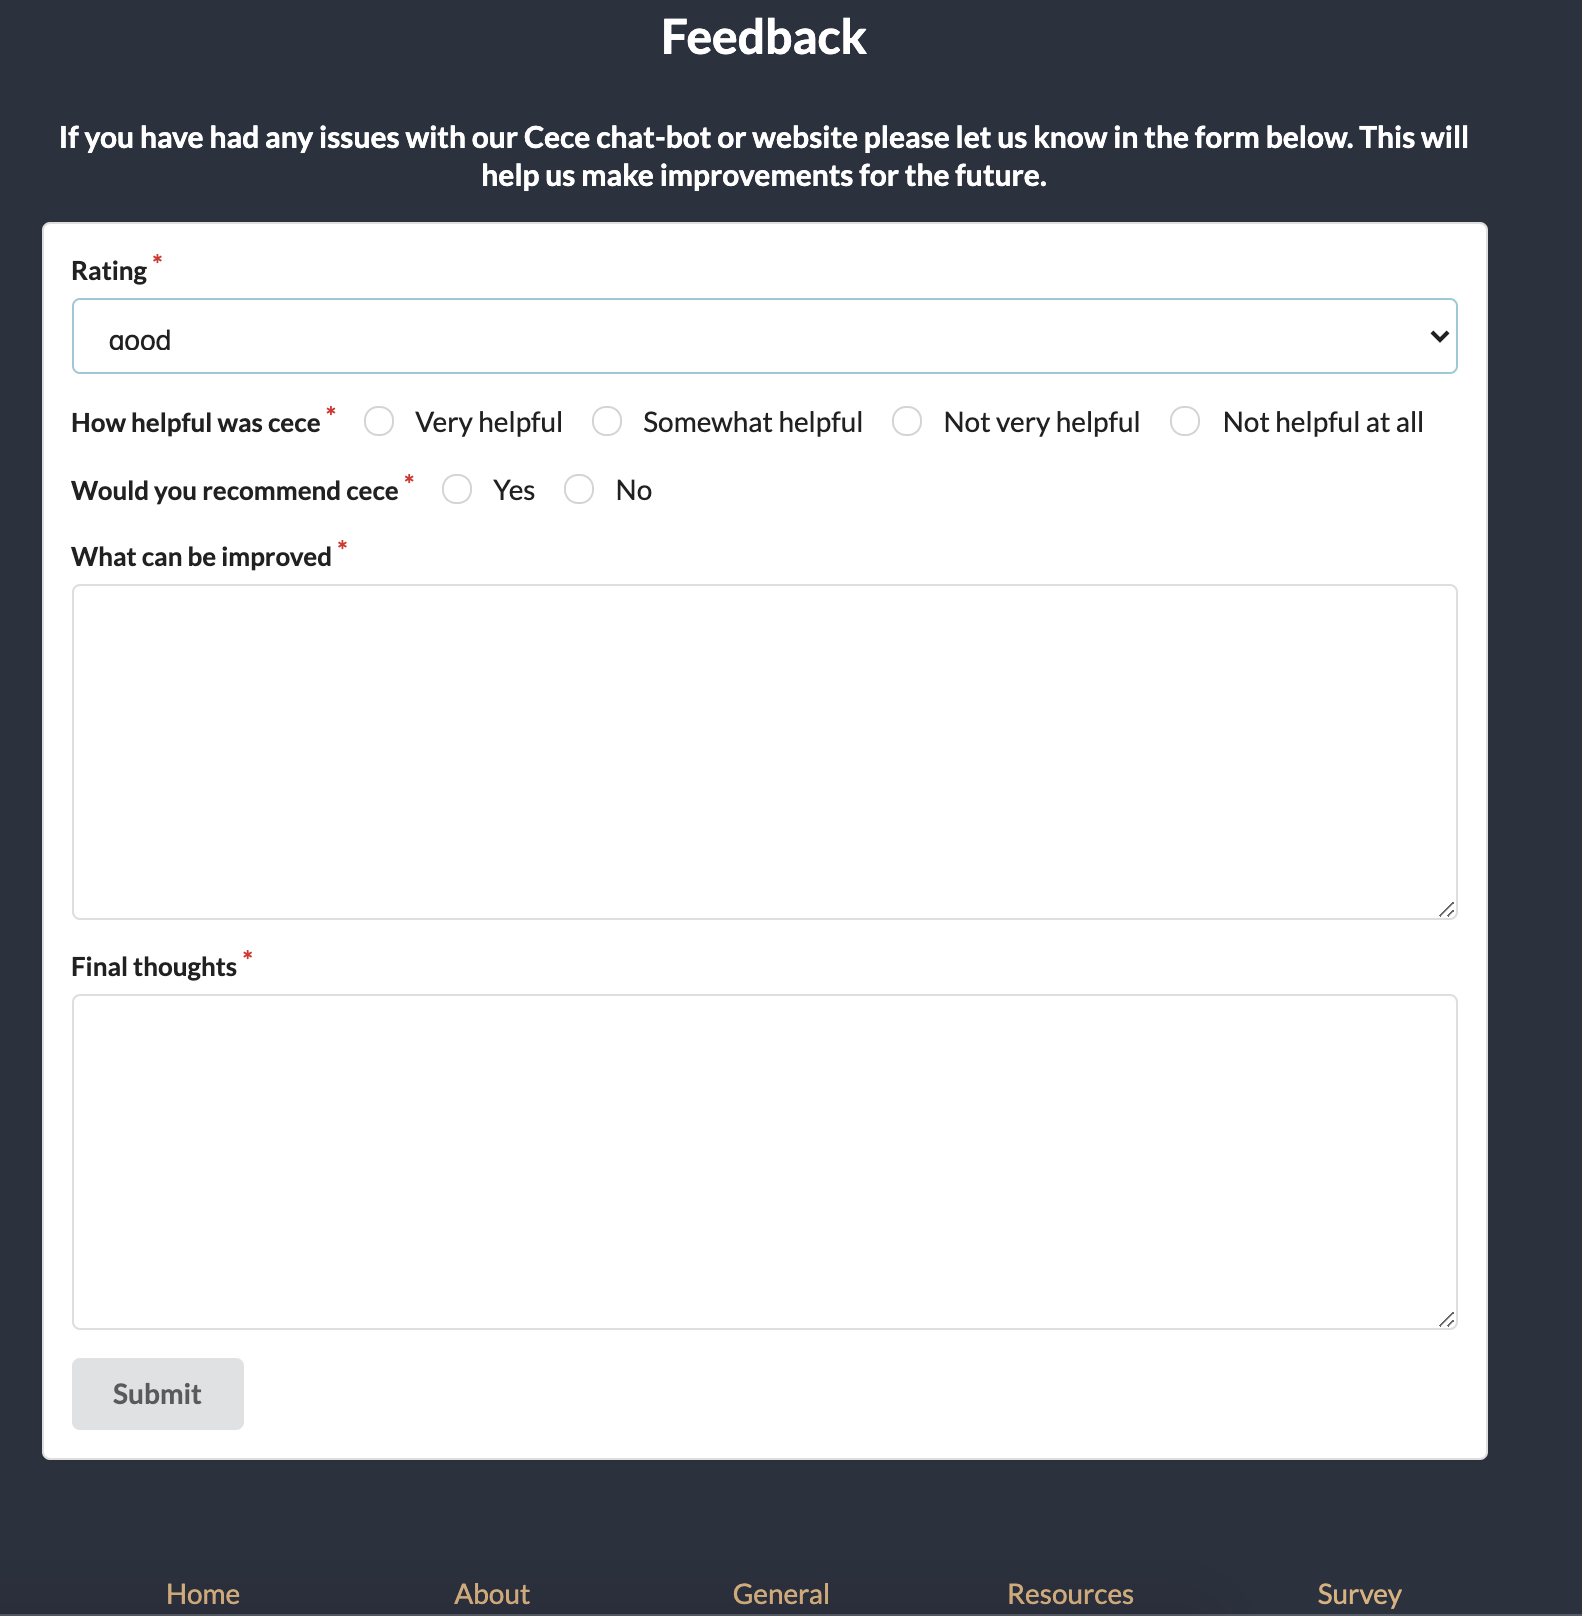 Feedback
If you have had any issues with our Cece chat-bot or website please let us know in the form below. This will
help us make improvements for the future.
Rating *
good
How helpful was cece * Very helpful Somewhat helpful Not very helpful Not helpful at all
Would you recommend cece * Yes No
What can be improved *
Final thoughts *
Submit
Home About General Resources Survey